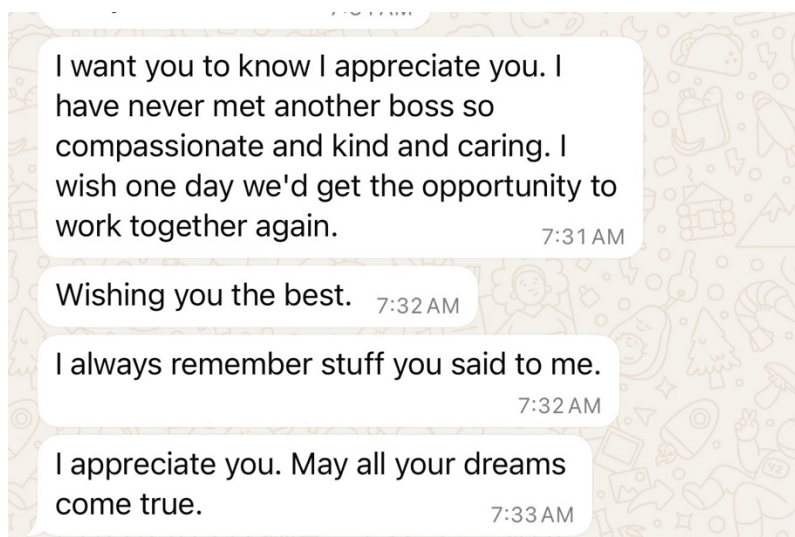 I want you to know I appreciate you. I
have never met another boss so
compassionate and kind and caring. I
wish one day we'd get the opportunity to
work together again.
7:31 AM
Wishing you the best. 7:32 AM
I always remember stuff you said to me.
7:32 AM
I appreciate you. May all your dreams
come true.
7:33 AM